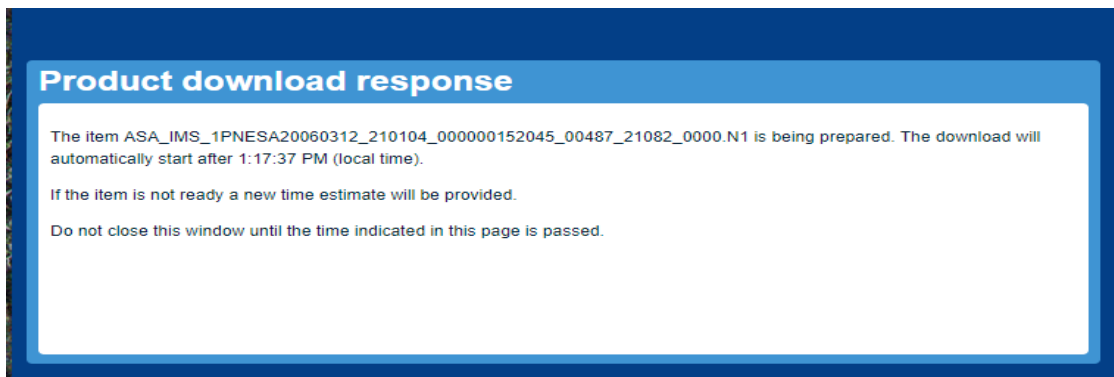 Product download response
The item ASA_IMS_1PNESA20060312_210104_000000152045_00487_21082_0000.N1 is being prepared. The download will
automatically start after 1:17:37 PM (local time).
If the item is not ready a new time estimate will be provided.
Do not close this window until the time indicated in this page is passed.